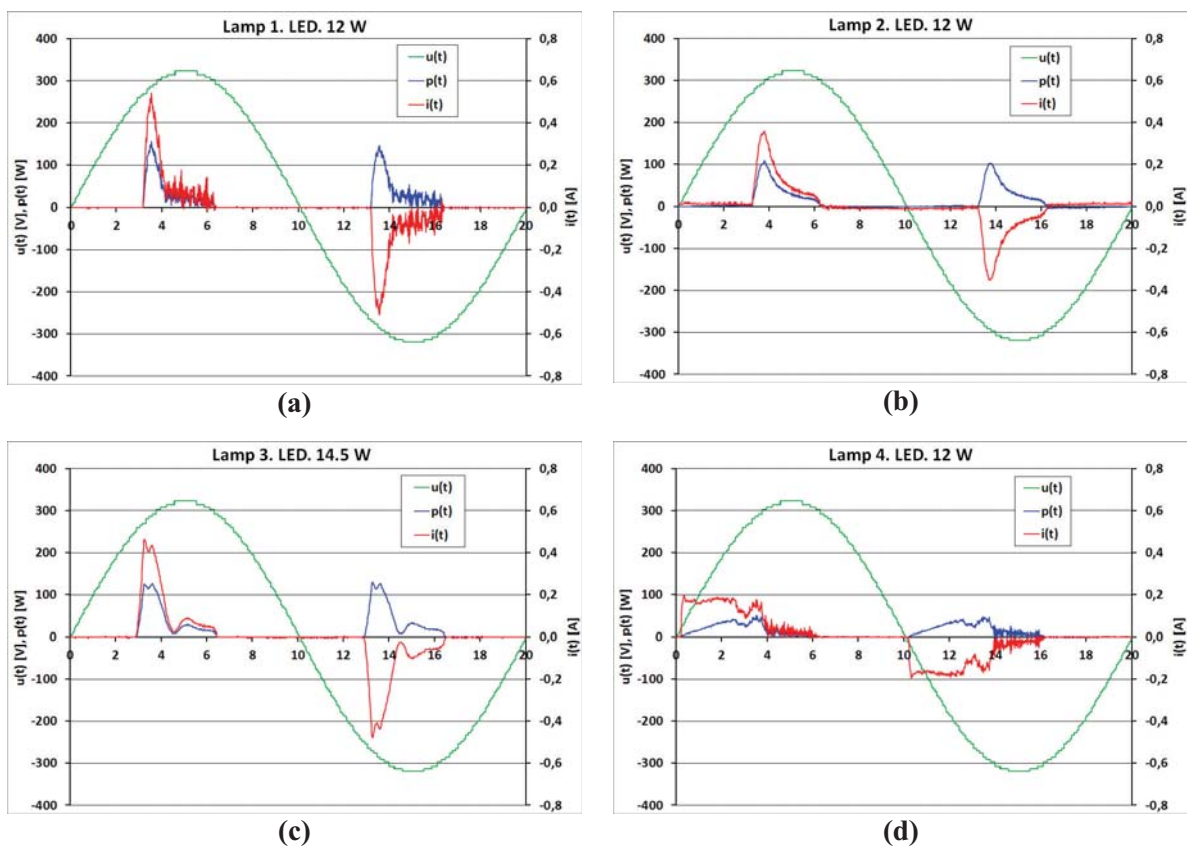 Lamp 1. LED. 12 W
u(t)
p(t)
i(t)
u(t) [V], p(t) [W]
400
300
200
100
0
-100
-200
-300
-400
0 2 4 6 8 10 12 14 16 18 20
0,8
0,6
0,4
0,2
0,0
-0,2
-0,4
-0,6
-0,8
i(t) [A]
(a)
Lamp 2. LED. 12 W
u(t)
p(t)
i(t)
u(t) [V], p(t) [W]
400
300
200
100
0
-100
-200
-300
-400
0 2 4 6 8 10 12 14 16 18 20
0,8
0,6
0,4
0,2
0,0
-0,2
-0,4
-0,6
-0,8
i(t) [A]
(b)
Lamp 3. LED. 14.5 W
u(t)
p(t)
i(t)
u(t) [V], p(t) [W]
400
300
200
100
0
-100
-200
-300
-400
0 2 4 6 8 10 12 14 16 18 20
0,8
0,6
0,4
0,2
0,0
-0,2
-0,4
-0,6
-0,8
i(t) [A]
(c)
Lamp 4. LED. 12 W
u(t)
p(t)
i(t)
u(t) [V], p(t) [W]
400
300
200
100
0
-100
-200
-300
-400
0 2 4 6 8 10 12 14 16 18 20
0,8
0,6
0,4
0,2
0,0
-0,2
-0,4
-0,6
-0,8
i(t) [A]
(d)